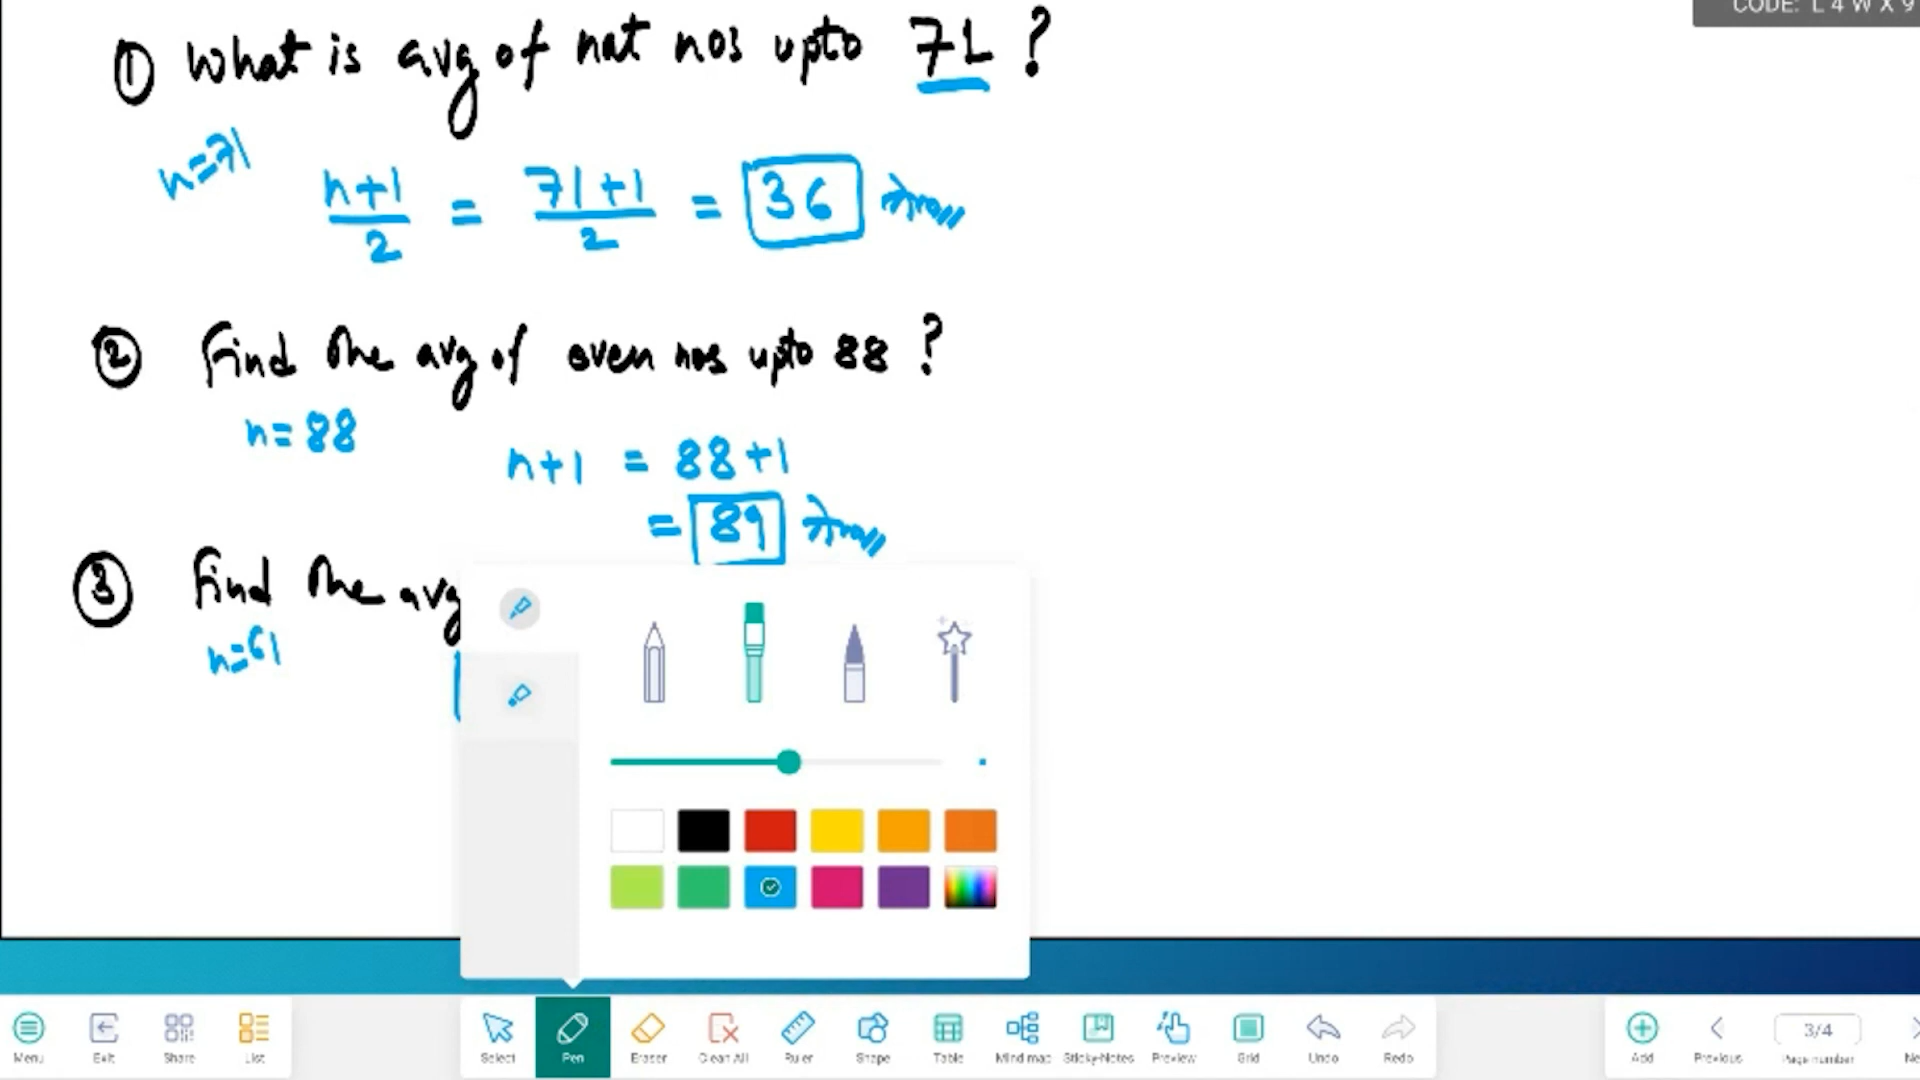 CODE: L 4 W X 9
① What is avg of nat nos upto 71 ?
n=71
n+1/2 = 71+1/2 = 36
② Find the avg of even nos upto 88 ?
n=88
n+1 = 88+1
= 89
③ Find the avg
n=61
Menu Exit Share List Select Pen Eraser Clean All Ruler Shape Table Mind map Sticky-Notes Preview Grid Undo Redo Add Previous 3/4 Page number Ne